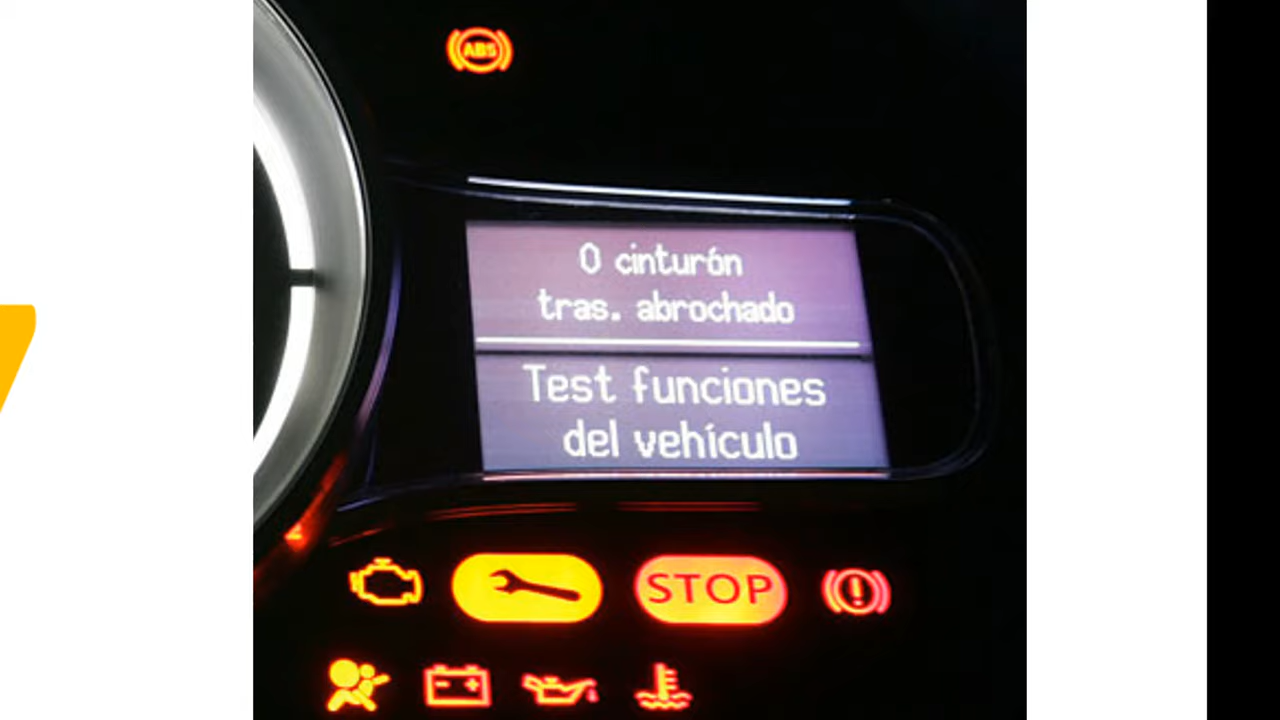 ABS
0 cinturón
tras. abrochado
Test funciones
del vehículo
STOP